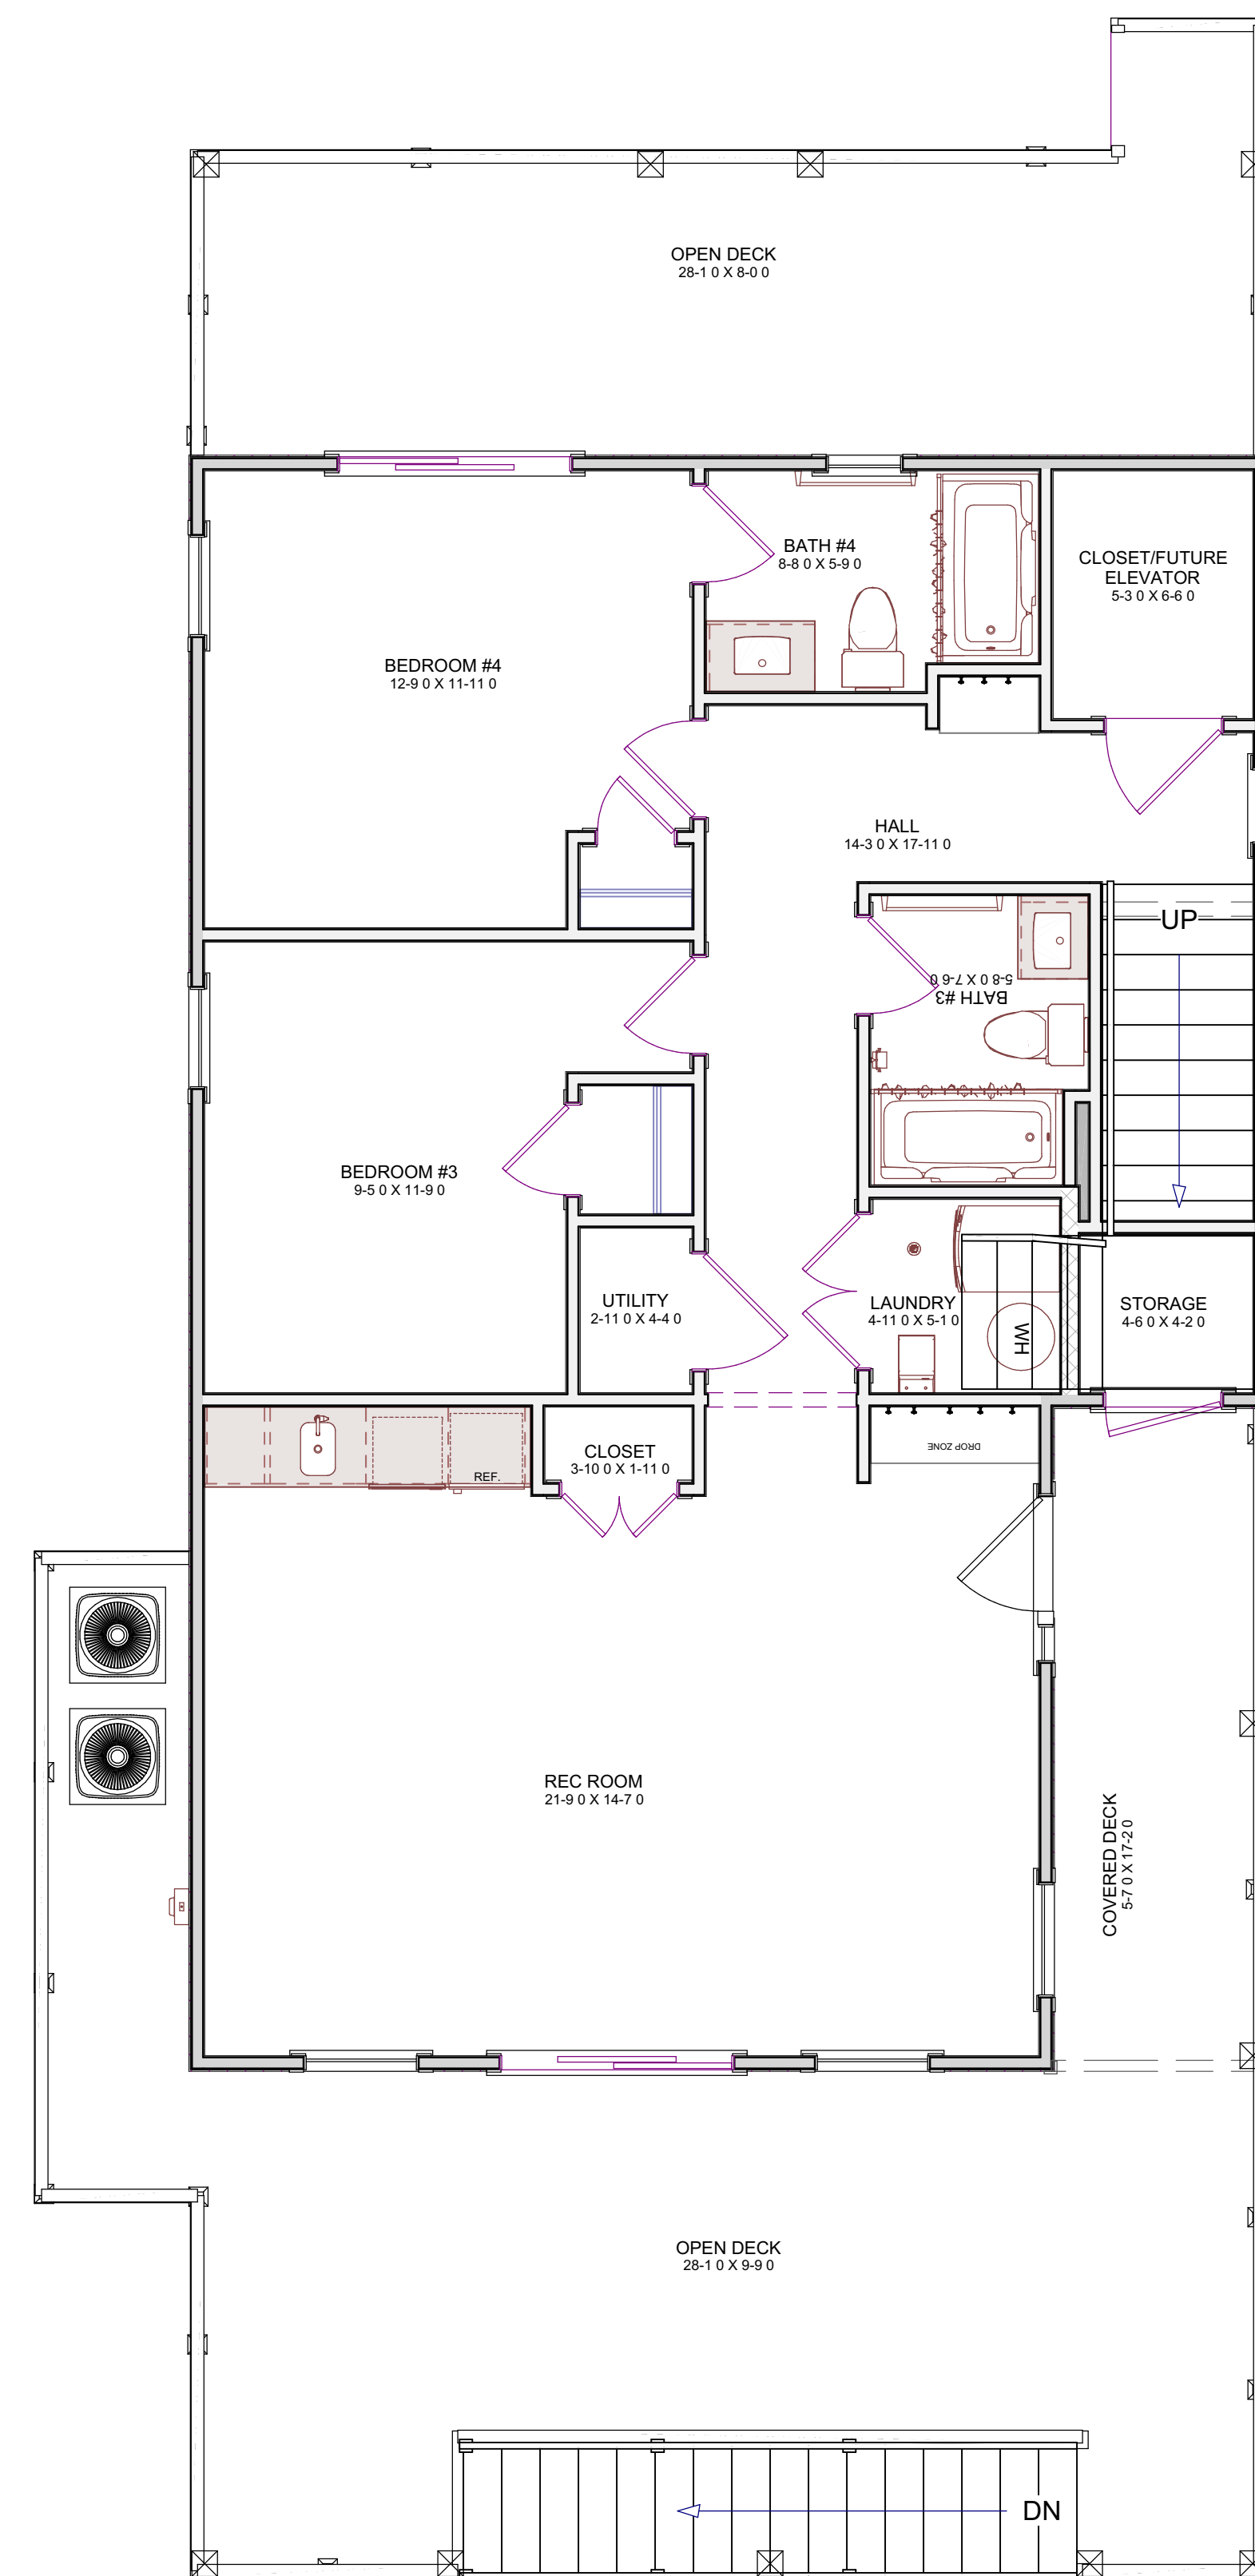 OPEN DECK
28-1 0 X 8-0 0
BATH #4
8-8 0 X 5-9 0
CLOSET/FUTURE
ELEVATOR
5-3 0 X 6-6 0
BEDROOM #4
12-9 0 X 11-11 0
HALL
14-3 0 X 17-11 0
UP
BATH #3
5-8 0 X 7-6 0
BEDROOM #3
9-5 0 X 11-9 0
UTILITY
2-11 0 X 4-4 0
LAUNDRY
4-11 0 X 5-1 0
WH
STORAGE
4-6 0 X 4-2 0
CLOSET
3-10 0 X 1-11 0
REF.
DROP ZONE
REC ROOM
21-9 0 X 14-7 0
COVERED DECK
5-7 0 X 17-2 0
OPEN DECK
28-1 0 X 9-9 0
DN